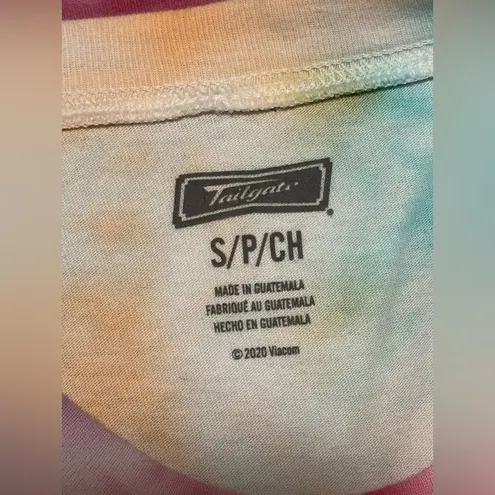 Tailgate®
S/P/CH
MADE IN GUATEMALA
FABRIQUÉ AU GUATEMALA
HECHO EN GUATEMALA
© 2020 Viacom